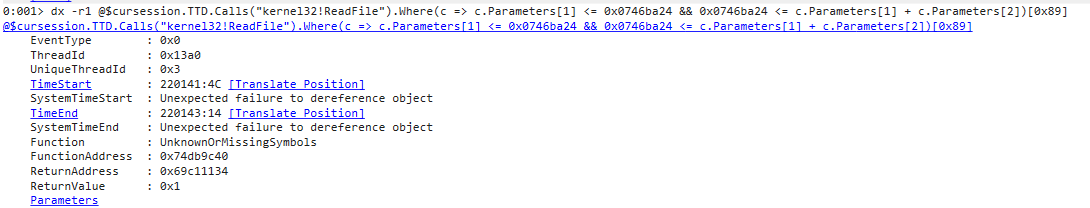 0:001> dx -r1 @$cursession.TTD.Calls("kernel32!ReadFile").Where(c => c.Parameters[1] <= 0x0746ba24 && 0x0746ba24 <= c.Parameters[1] + c.Parameters[2])[0x89]
@$cursession.TTD.Calls("kernel32!ReadFile").Where(c => c.Parameters[1] <= 0x0746ba24 && 0x0746ba24 <= c.Parameters[1] + c.Parameters[2])[0x89]
EventType : 0x0
ThreadId : 0x13a0
UniqueThreadId : 0x3
TimeStart : 220141:4C [Translate Position]
SystemTimeStart : Unexpected failure to dereference object
TimeEnd : 220143:14 [Translate Position]
SystemTimeEnd : Unexpected failure to dereference object
Function : UnknownOrMissingSymbols
FunctionAddress : 0x74db9c40
ReturnAddress : 0x69c11134
ReturnValue : 0x1
Parameters